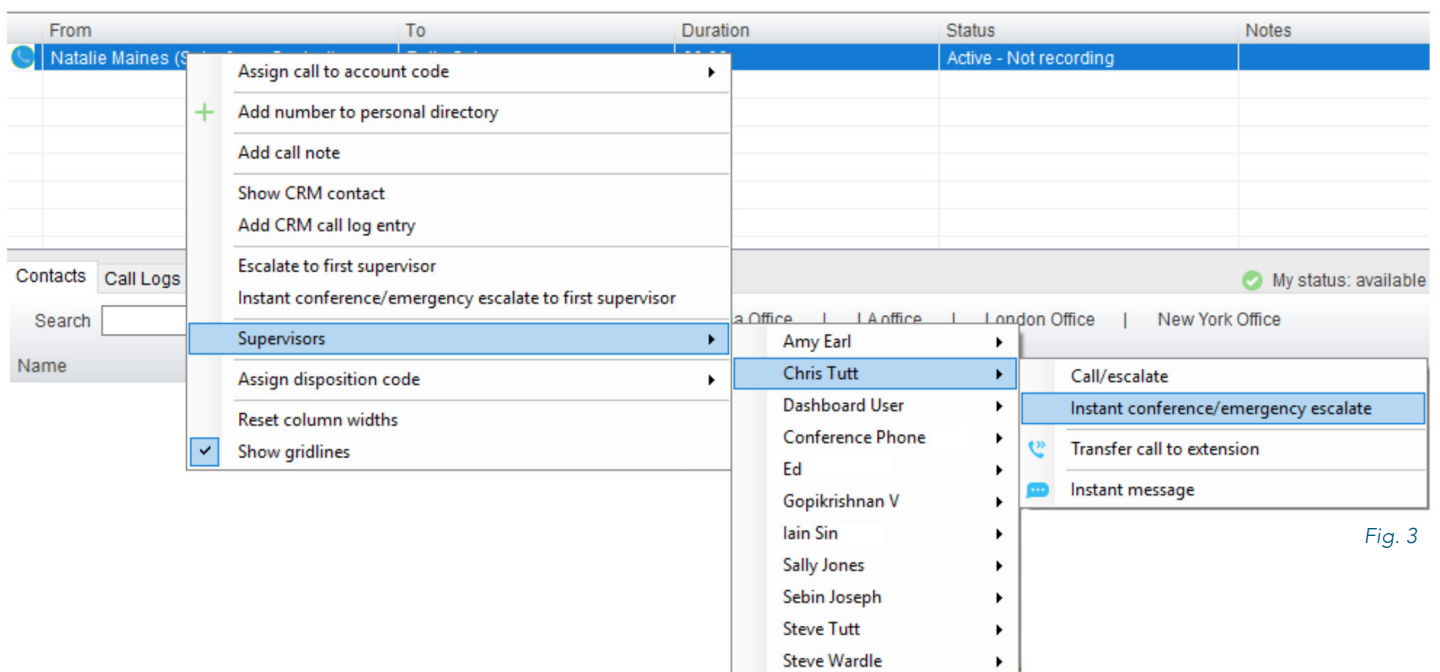 From To Duration Status Notes
Natalie Maines Active - Not recording
Assign call to account code
Add number to personal directory
Add call note
Show CRM contact
Add CRM call log entry
Escalate to first supervisor
Instant conference/emergency escalate to first supervisor
Supervisors
Assign disposition code
Reset column widths
Show gridlines
Contacts Call Logs My status: available
Search Office | LA office | London Office | New York Office
Name
Amy Earl
Chris Tutt
Dashboard User
Conference Phone
Ed
Gopikrishnan V
Iain Sin
Sally Jones
Sebin Joseph
Steve Tutt
Steve Wardle
Call/escalate
Instant conference/emergency escalate
Transfer call to extension
Instant message
Fig. 3